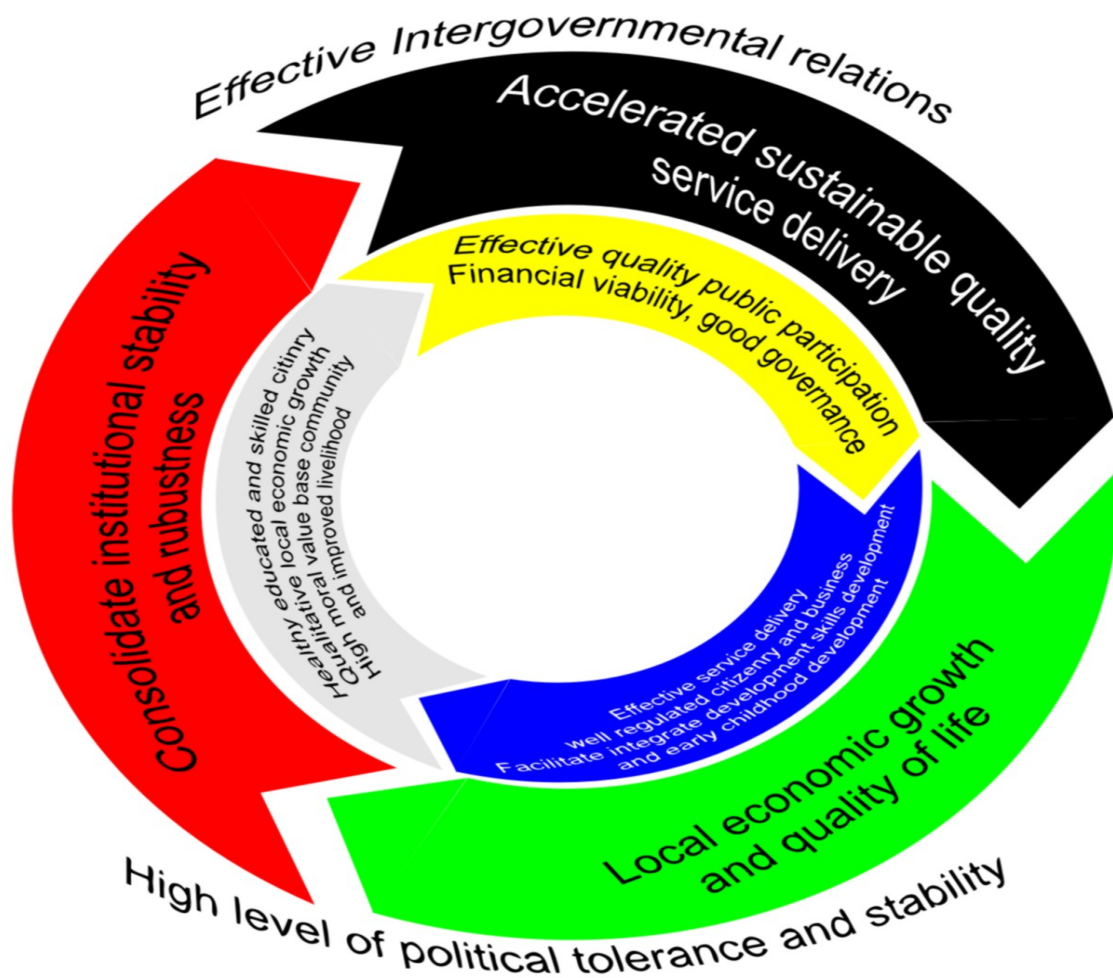 Effective Intergovernmental relations
Accelerated sustainable quality
service delivery
Effective quality public participation
Financial viability, good governance
Consolidate institutional stability
and rubustness
Healthy educated and skilled citinry
Qualitative local economic growth
High moral value base community
and improved livelihood
Effective service delivery
well regulated citizenry and business
Facilitate integrate development skills development
and early childhood development
Local economic growth
and quality of life
High level of political tolerance and stability